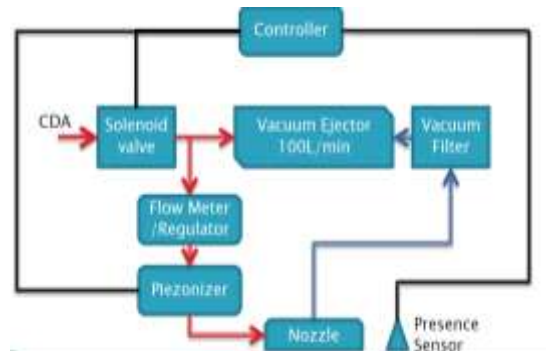 Controller
CDA
Solenoid
valve
Vacuum Ejector
100L/min
Vacuum
Filter
Flow Meter
/Regulator
Piezonizer
Nozzle
Presence
Sensor